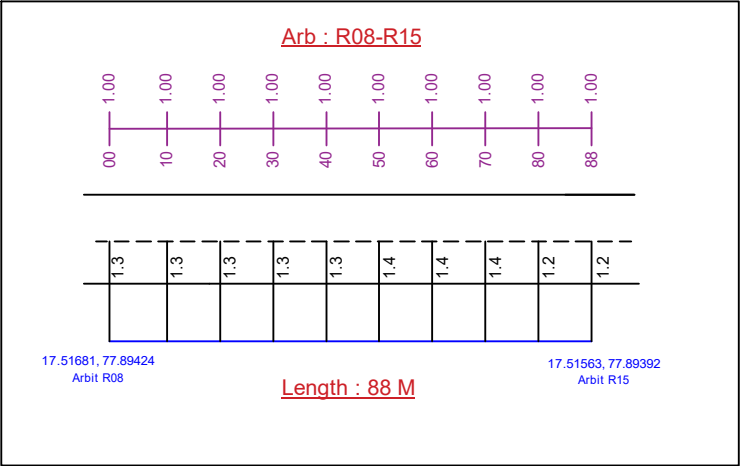 Arb : R08-R15
1.00 1.00 1.00 1.00 1.00 1.00 1.00 1.00 1.00 1.00
00 10 20 30 40 50 60 70 80 88
1.3 1.3 1.3 1.3 1.3 1.4 1.4 1.4 1.2 1.2
17.51681, 77.89424
Arbit R08
17.51563, 77.89392
Arbit R15
Length : 88 M